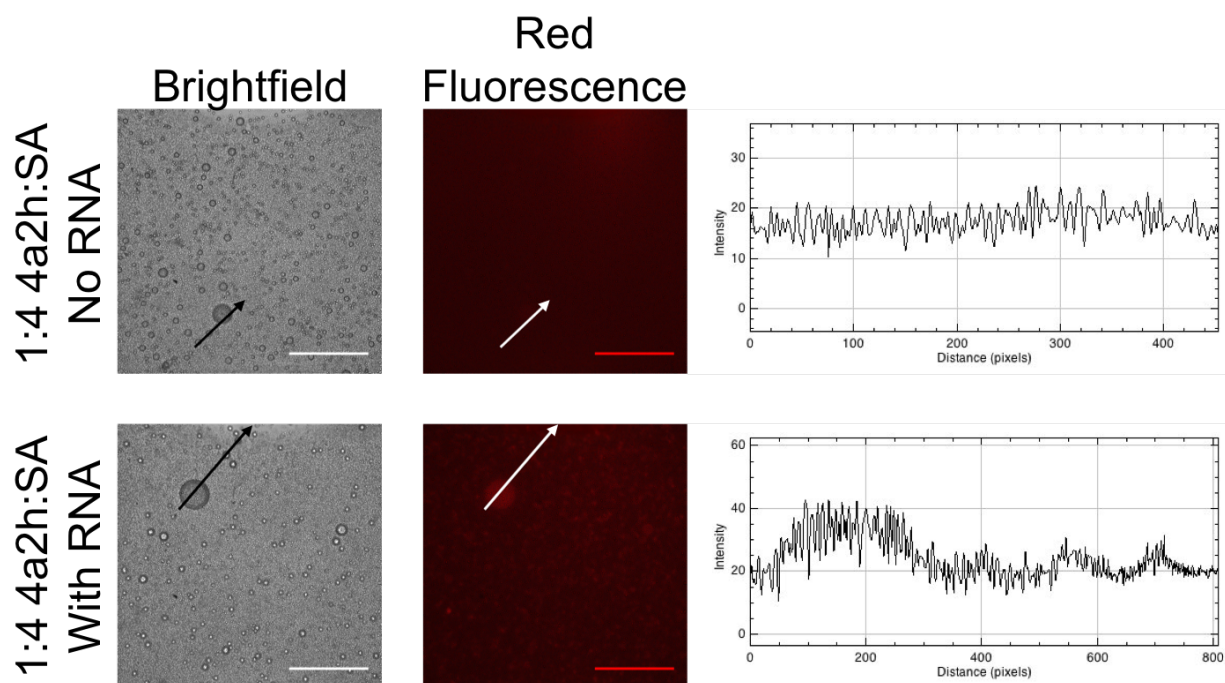 Red
Brightfield Fluorescence
1:4 4a2h:SA
No RNA
Intensity
30
20
10
0
0 100 200 300 400
Distance (pixels)
1:4 4a2h:SA
With RNA
Intensity
60
40
20
0
0 200 400 600 800
Distance (pixels)